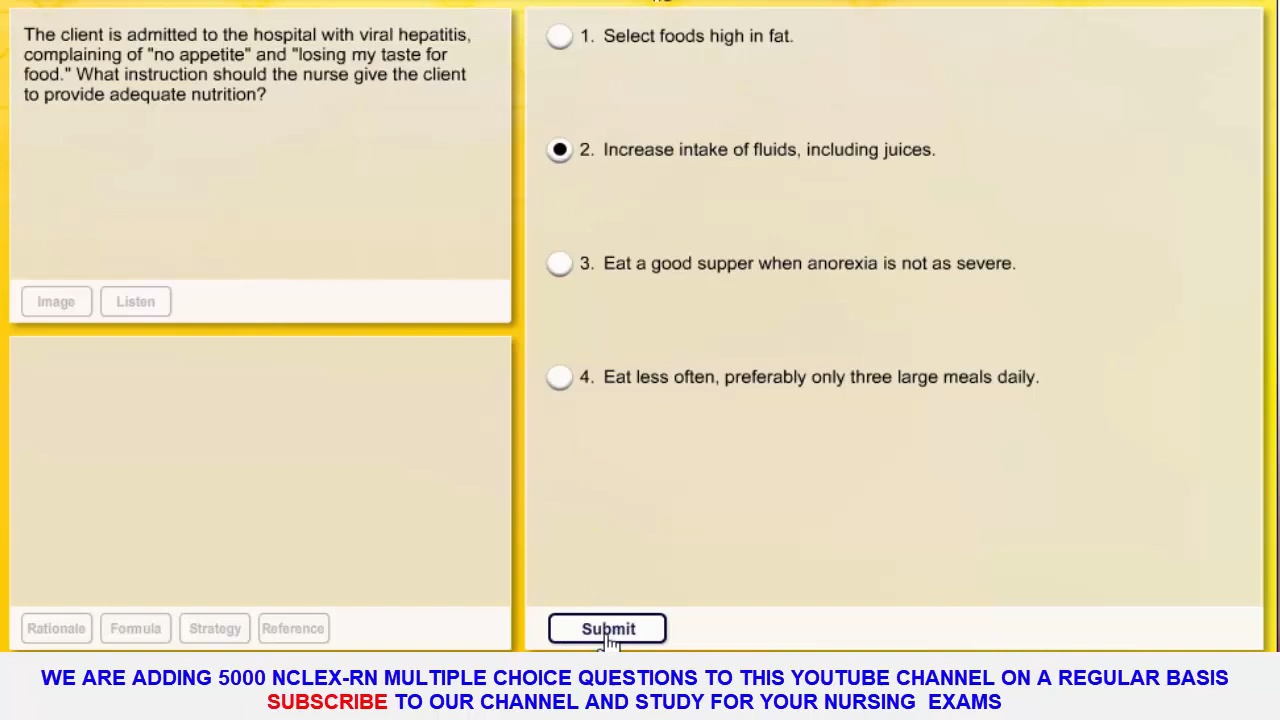 The client is admitted to the hospital with viral hepatitis,
complaining of "no appetite" and "losing my taste for
food." What instruction should the nurse give the client
to provide adequate nutrition?
Image Listen
1. Select foods high in fat.
2. Increase intake of fluids, including juices.
3. Eat a good supper when anorexia is not as severe.
4. Eat less often, preferably only three large meals daily.
Rationale Formula Strategy Reference
Submit
WE ARE ADDING 5000 NCLEX-RN MULTIPLE CHOICE QUESTIONS TO THIS YOUTUBE CHANNEL ON A REGULAR BASIS
SUBSCRIBE TO OUR CHANNEL AND STUDY FOR YOUR NURSING EXAMS